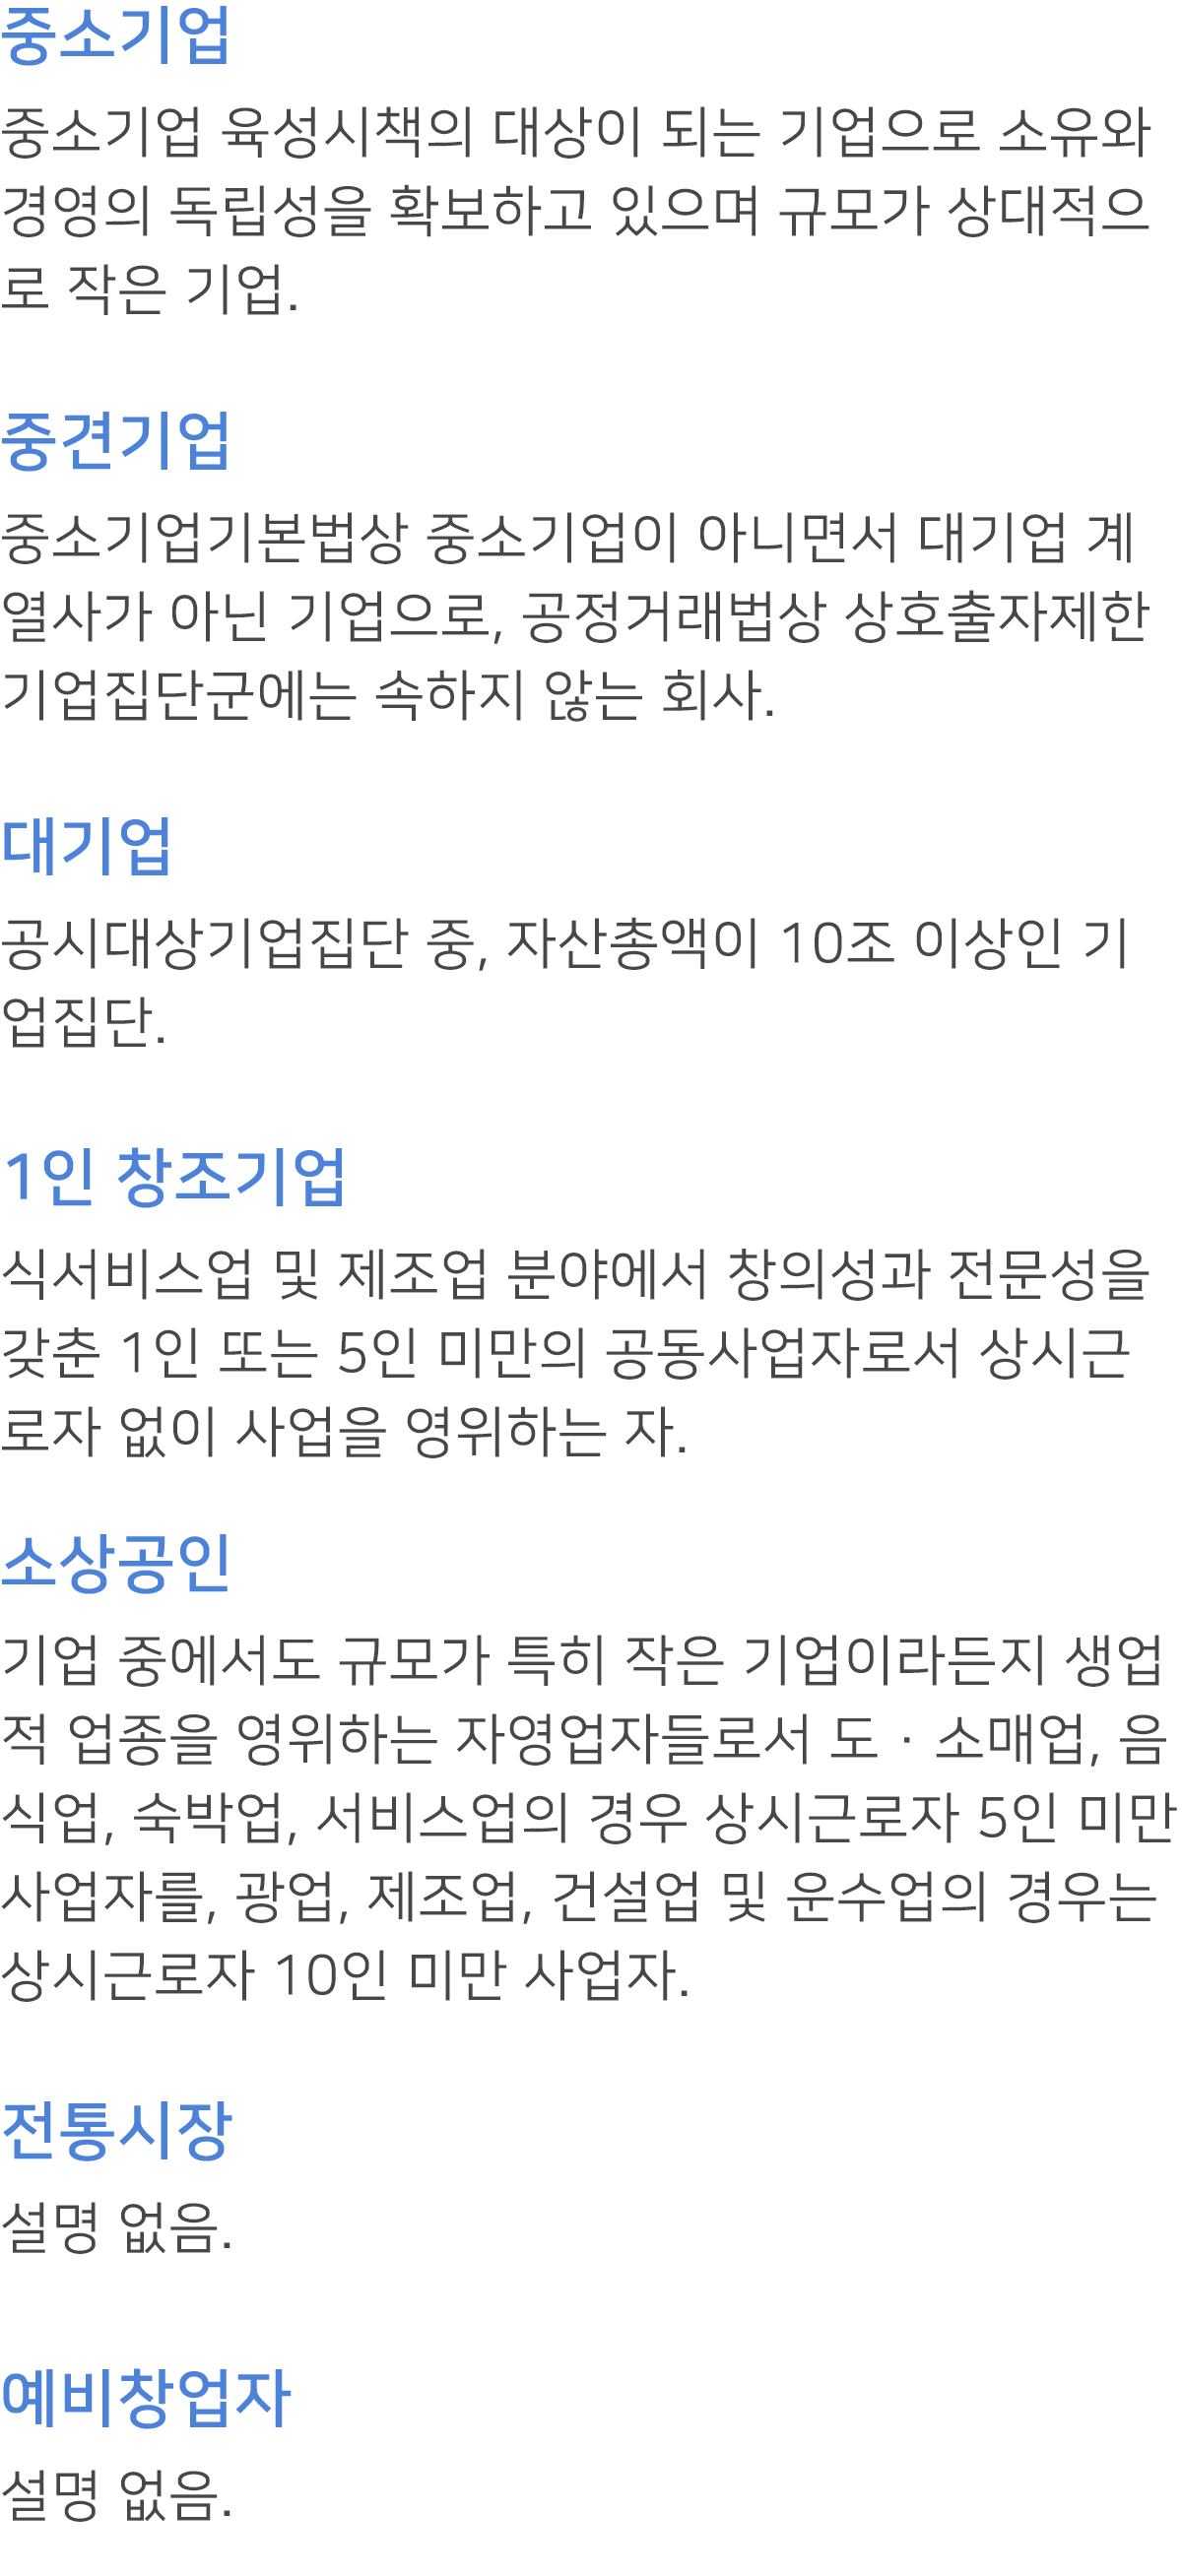 중소기업
중소기업 육성시책의 대상이 되는 기업으로 소유와
경영의 독립성을 확보하고 있으며 규모가 상대적으
로 작은 기업.
중견기업
중소기업기본법상 중소기업이 아니면서 대기업 계
열사가 아닌 기업으로, 공정거래법상 상호출자제한
기업집단군에는 속하지 않는 회사.
대기업
공시대상기업집단 중, 자산총액이 10조 이상인 기
업집단.
1인 창조기업
식서비스업 및 제조업 분야에서 창의성과 전문성을
갖춘 1인 또는 5인 미만의 공동사업자로서 상시근
로자 없이 사업을 영위하는 자.
소상공인
기업 중에서도 규모가 특히 작은 기업이라든지 생업
적 업종을 영위하는 자영업자들로서 도 · 소매업, 음
식업, 숙박업, 서비스업의 경우 상시근로자 5인 미만
사업자를, 광업, 제조업, 건설업 및 운수업의 경우는
상시근로자 10인 미만 사업자.
전통시장
설명 없음.
예비창업자
설명 없음.